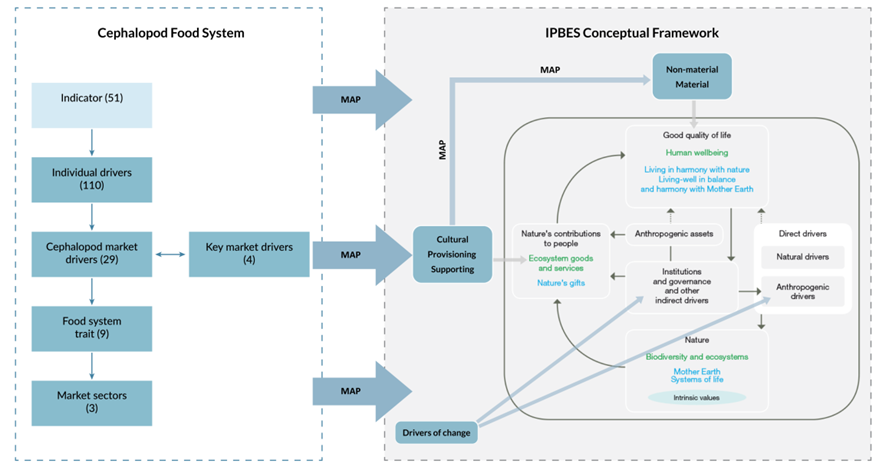 Cephalopod Food System
Indicator (51)
Individual drivers
(110)
Cephalopod market
drivers (29)
Key market drivers
(4)
Food system
trait (9)
Market sectors
(3)
MAP
MAP
MAP
IPBES Conceptual Framework
MAP
MAP
Non-material
Material
Cultural
Provisioning
Supporting
Drivers of change
Good quality of life
Human wellbeing
Living in harmony with nature
Living-well in balance
and harmony with Mother Earth
Nature's contributions
to people
Ecosystem goods
and services
Nature's gifts
Anthropogenic assets
Institutions
and governance
and other
indirect drivers
Direct drivers
Natural drivers
Anthropogenic
drivers
Nature
Biodiversity and ecosystems
Mother Earth
Systems of life
Intrinsic values